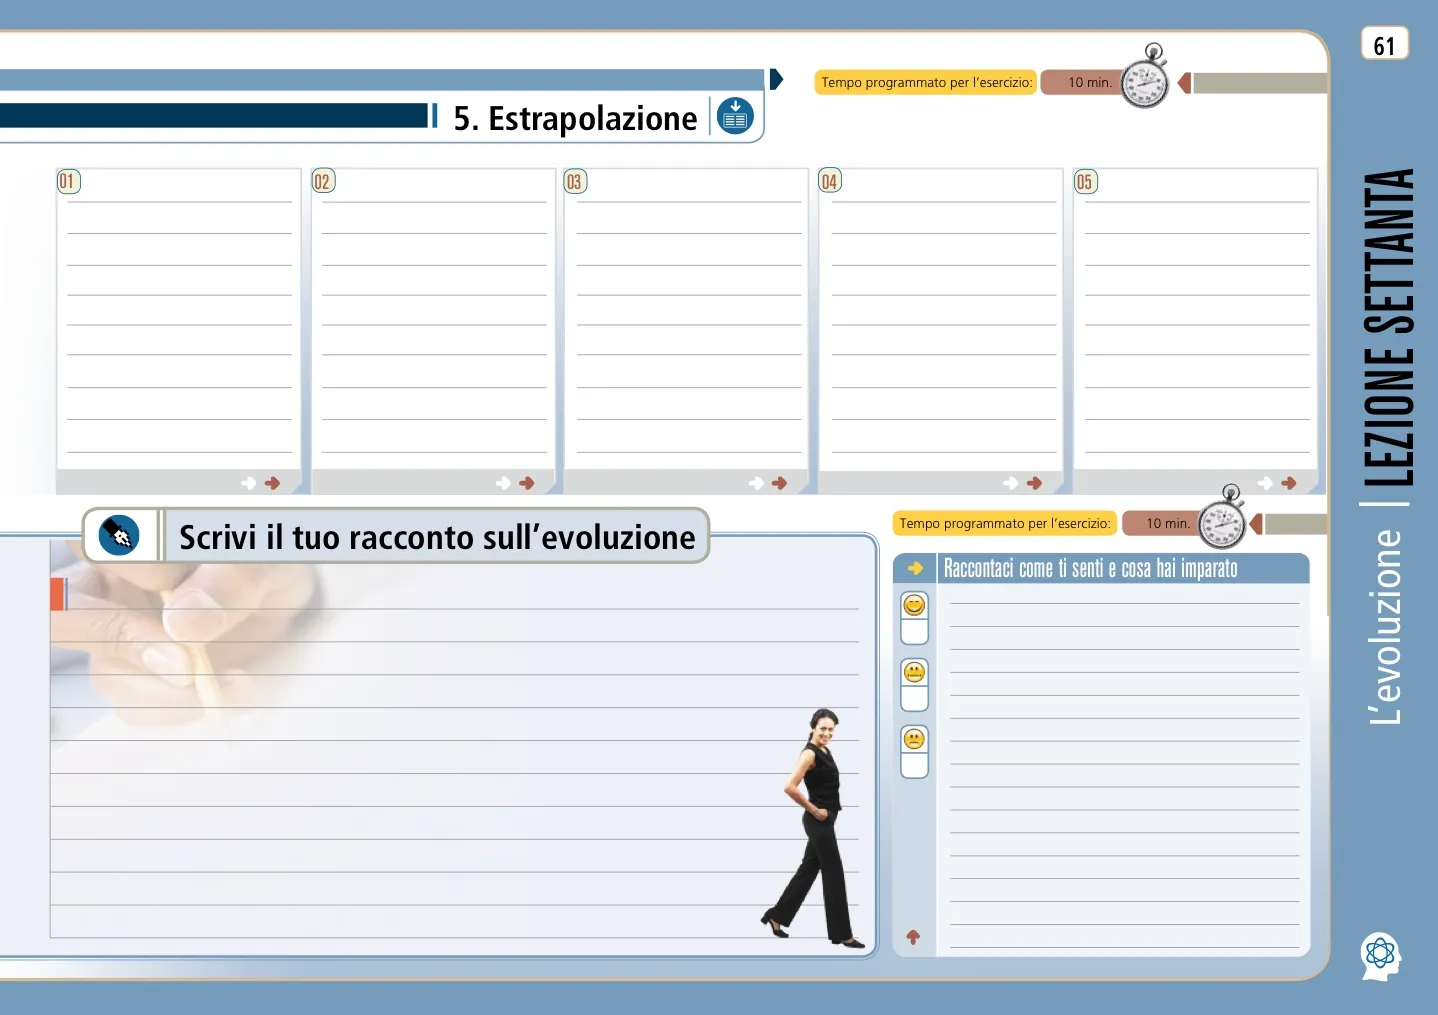 61
Tempo programmato per l'esercizio: 10 min.
5. Estrapolazione
01 02 03 04 05
Scrivi il tuo racconto sull'evoluzione
Tempo programmato per l'esercizio: 10 min.
Raccontaci come ti senti e cosa hai imparato
L'evoluzione | LEZIONE SETTANTA